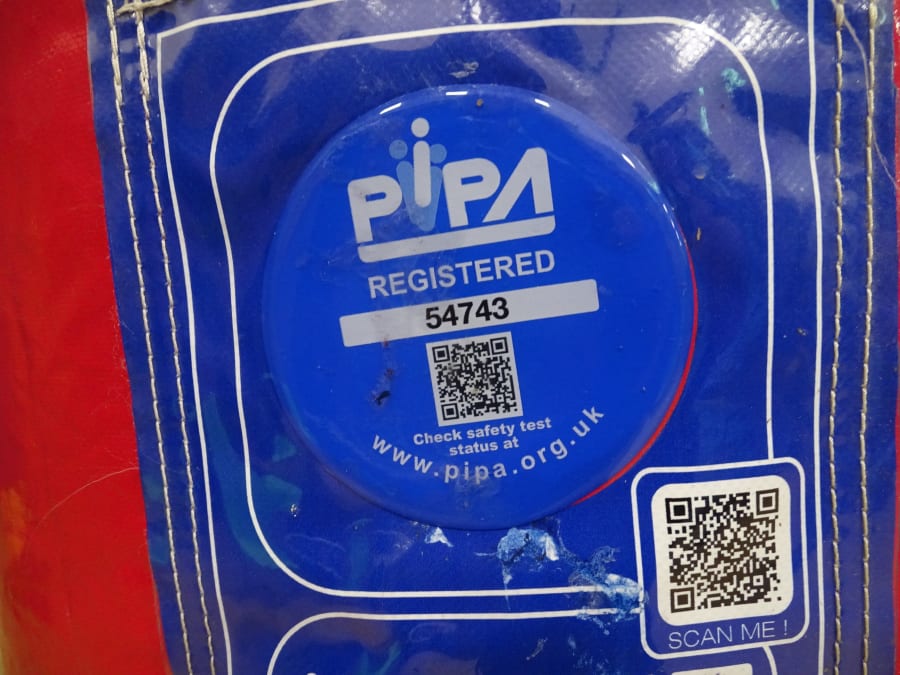 PiPA
REGISTERED
54743
Check safety test
status at
www.pipa.org.uk
SCAN ME !